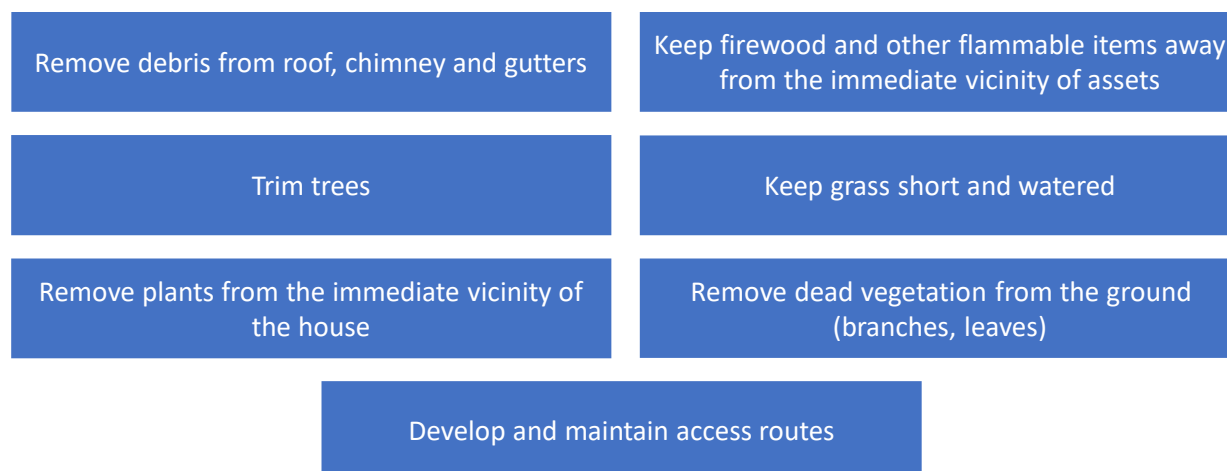 Remove debris from roof, chimney and gutters
Keep firewood and other flammable items away
from the immediate vicinity of assets
Trim trees
Keep grass short and watered
Remove plants from the immediate vicinity of
the house
Remove dead vegetation from the ground
(branches, leaves)
Develop and maintain access routes